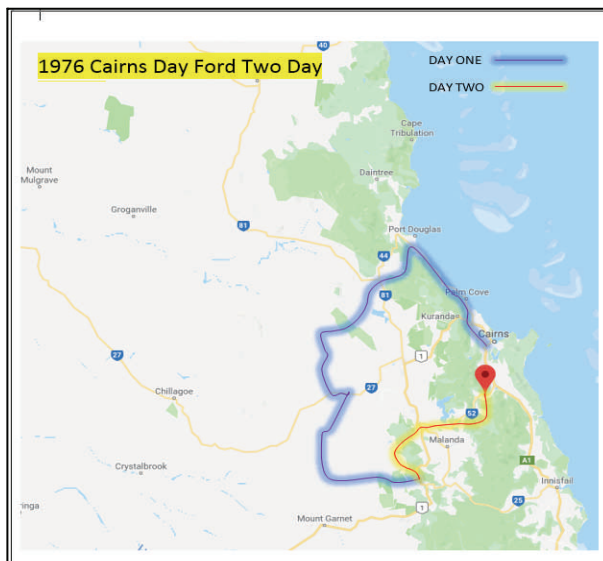 40
1976 Cairns Day Ford Two Day
DAY ONE
DAY TWO
Cape
Tribulation
Mount
Mulgrave
Daintree
Groganville
81
Port Douglas
44
81
Palm Cove
Kuranda
Cairns
1
27
27
Chillagoe
52
Malanda
Crystalbrook
A1
Innisfail
ringa
1
25
Mount Garnet